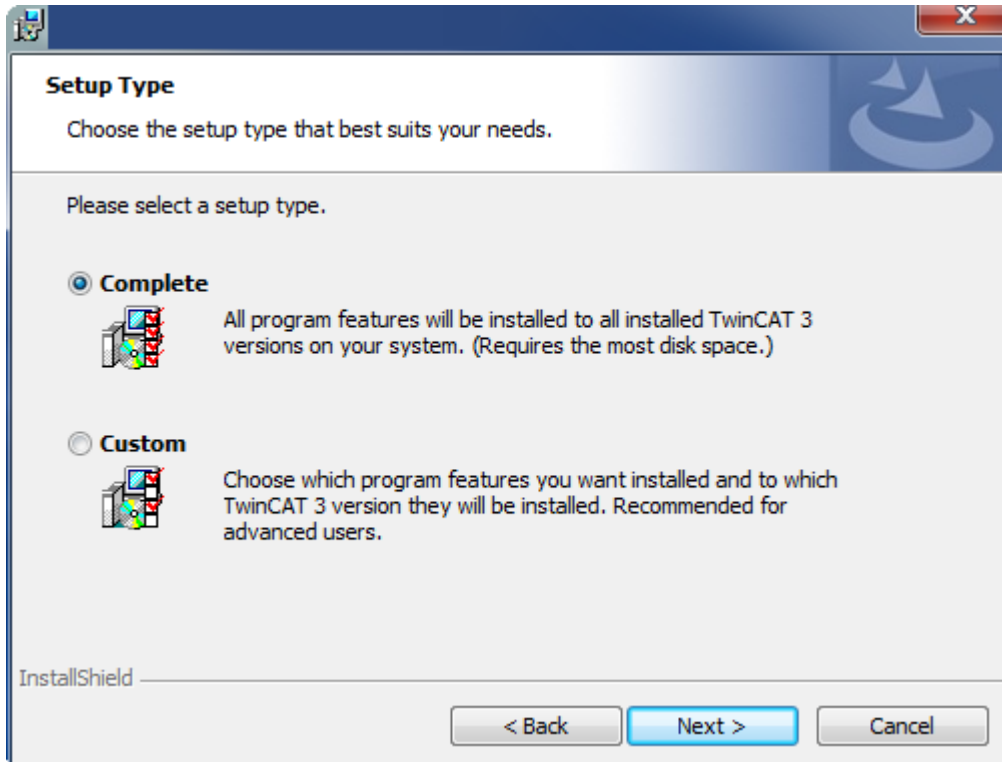 Setup Type
Choose the setup type that best suits your needs.
Please select a setup type.
Complete
All program features will be installed to all installed TwinCAT 3
versions on your system. (Requires the most disk space.)
Custom
Choose which program features you want installed and to which
TwinCAT 3 version they will be installed. Recommended for
advanced users.
InstallShield
< Back
Next >
Cancel